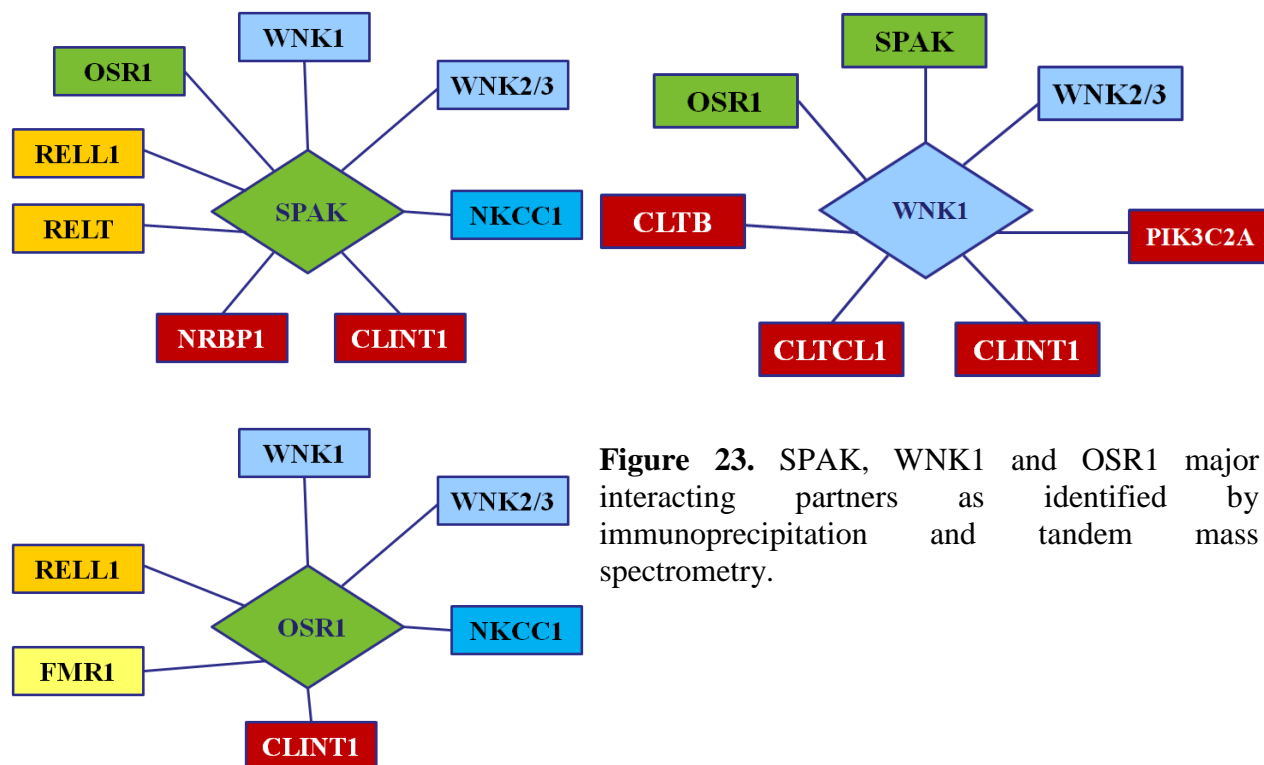 WNK1
OSR1
WNK2/3
RELL1
SPAK
NKCC1
RELT
NRBP1
CLINT1
SPAK
OSR1
WNK2/3
CLTB
WNK1
PIK3C2A
CLTCL1
CLINT1
WNK1
WNK2/3
RELL1
OSR1
NKCC1
FMR1
CLINT1
Figure 23. SPAK, WNK1 and OSR1 major
interacting partners as identified by
immunoprecipitation and tandem mass
spectrometry.